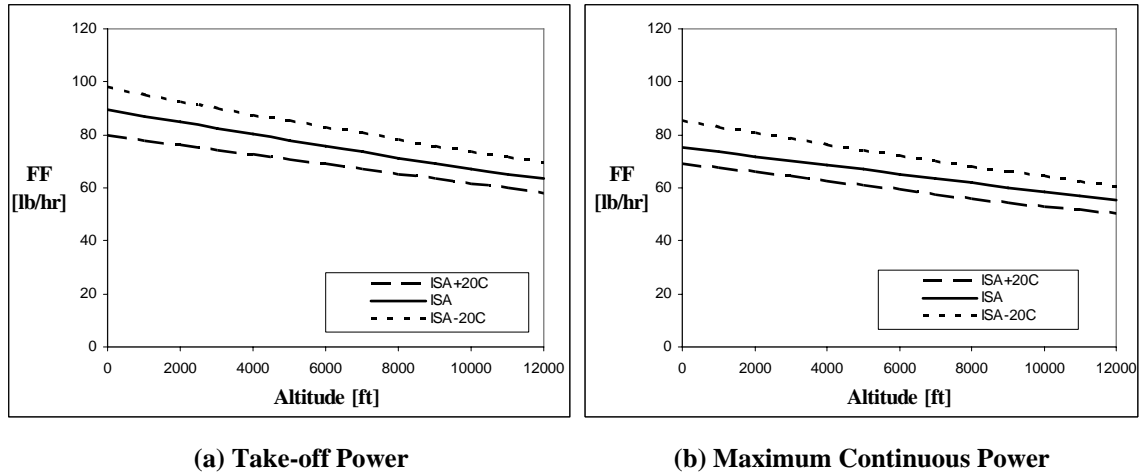 120
100
80
60
40
20
0
FF
[lb/hr]
ISA+20C
ISA
ISA-20C
0 2000 4000 6000 8000 10000 12000
Altitude [ft]
(a) Take-off Power
120
100
80
60
40
20
0
FF
[lb/hr]
ISA+20C
ISA
ISA-20C
0 2000 4000 6000 8000 10000 12000
Altitude [ft]
(b) Maximum Continuous Power